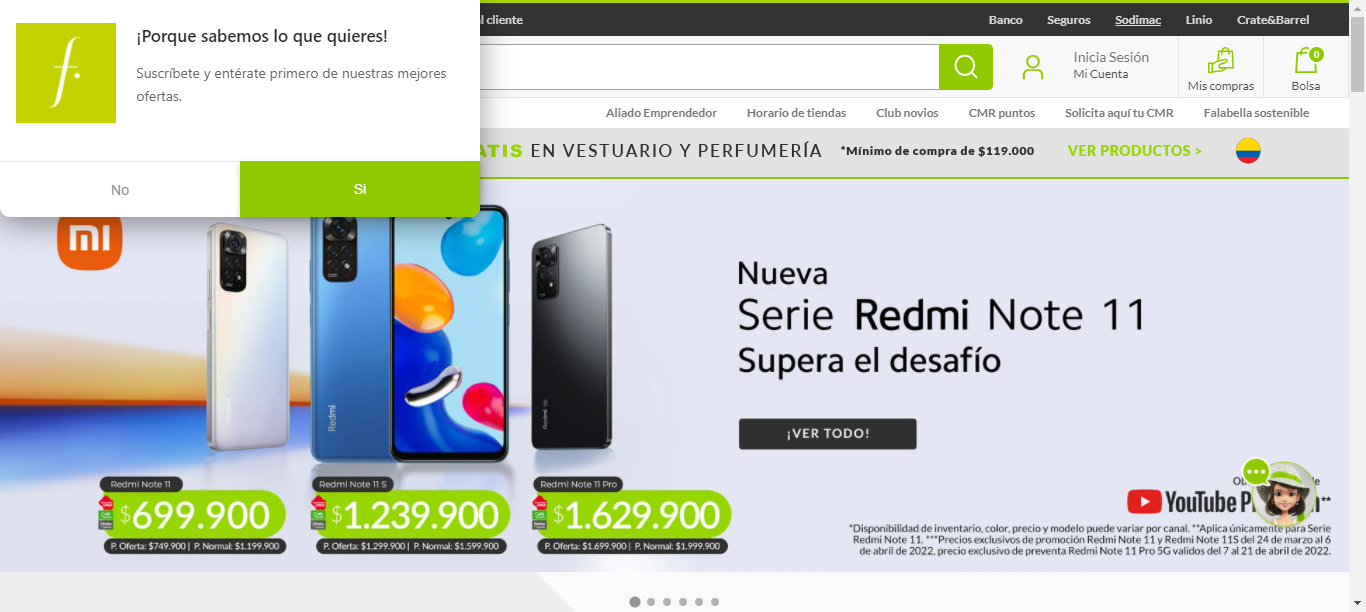 l cliente
Banco
Seguros
Sodimac
Linio
Crate&Barrel
¡Porque sabemos lo que quieres!
Suscríbete y entérate primero de nuestras mejores
ofertas.
No
Si
Inicia Sesión
Mi Cuenta
Mis compras
0
Bolsa
Aliado Emprendedor
Horario de tiendas
Club novios
CMR puntos
Solicita aquí tu CMR
Falabella sostenible
ATIS EN VESTUARIO Y PERFUMERÍA
*Mínimo de compra de $119.000
VER PRODUCTOS >
Nueva
Serie Redmi Note 11
Supera el desafío
¡VER TODO!
Redmi
Redmi
Redmi Note 11
$699.900
P. Oferta: $749.900 | P. Normal: $1.199.900
Redmi Note 11 S
$1.239.900
P. Oferta: $1.299.900 | P. Normal: $1.599.900
Redmi Note 11 Pro
$1.629.900
P. Oferta: $1.699.900 | P. Normal: $1.999.900
YouTube P
**
*Disponibilidad de inventario, color, precio y modelo puede variar por canal. **Aplica únicamente para Serie
Redmi Note 11. ***Precios exclusivos de promoción Redmi Note 11 y Redmi Note 11S del 24 de marzo al 6
de abril de 2022, precio exclusivo de preventa Redmi Note 11 Pro 5G validos del 7 al 21 de abril de 2022.